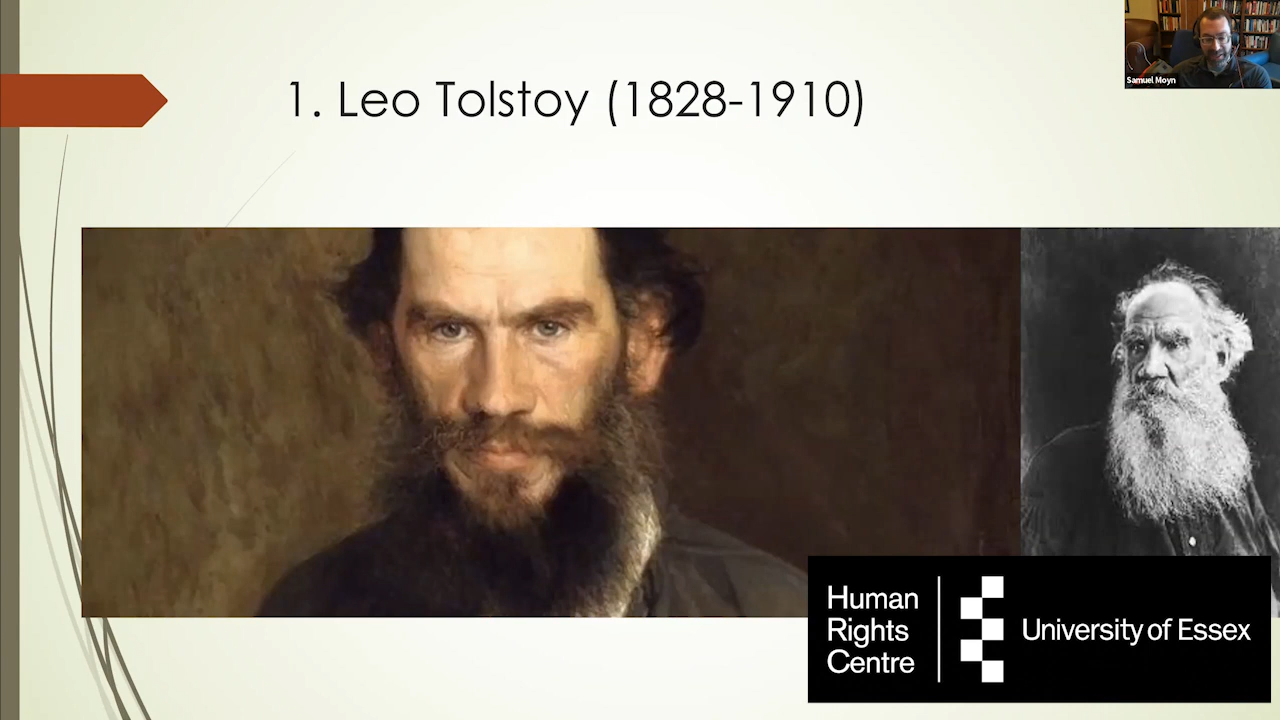 1. Leo Tolstoy (1828-1910)
Samuel Moyn
Human
Rights
Centre
University of Essex